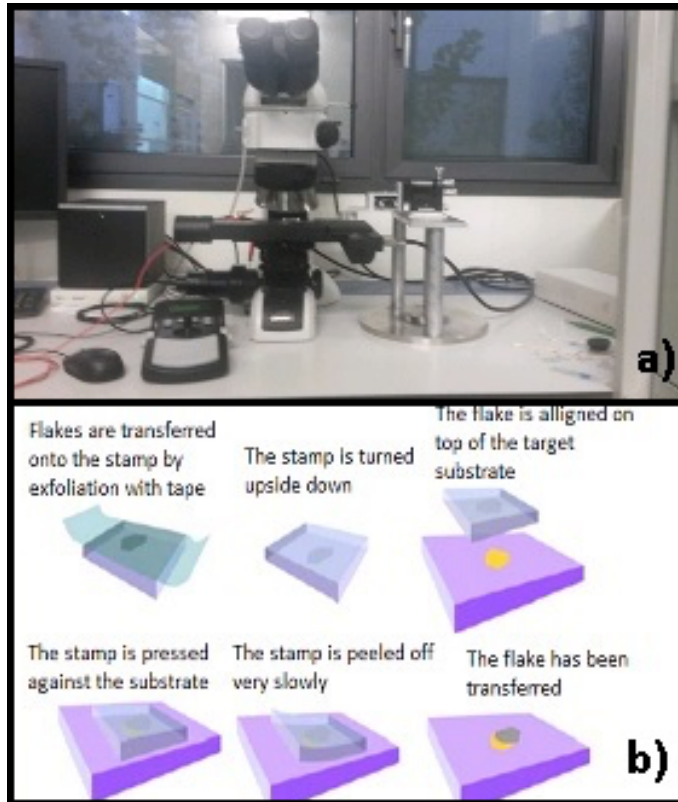 a)
Flakes are transferred
onto the stamp by
exfoliation with tape
The stamp is turned
upside down
The flake is alligned on
top of the target
substrate
The stamp is pressed
against the substrate
The stamp is peeled off
very slowly
The flake has been
transferred
b)